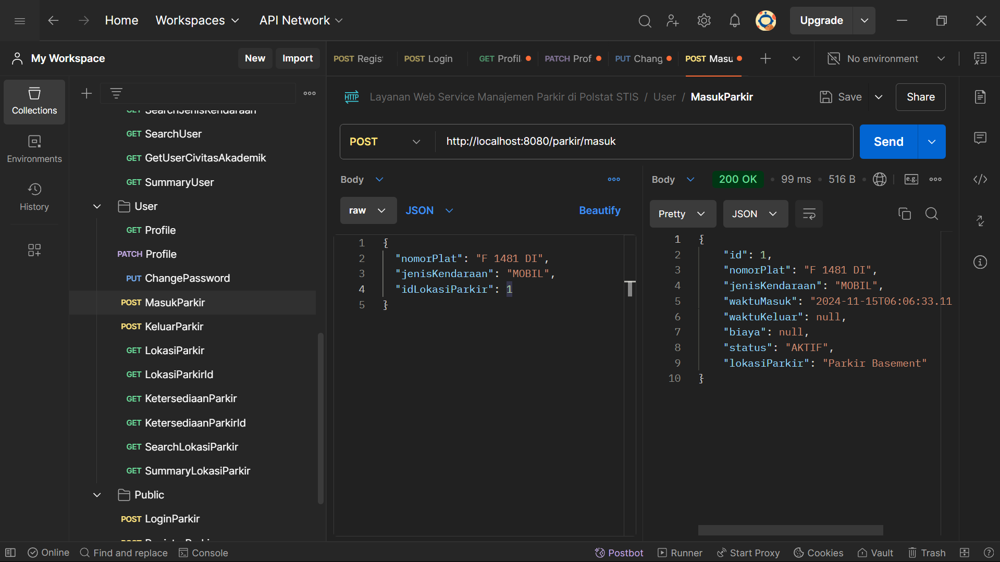 Home Workspaces API Network Upgrade
My Workspace New Import
POST Regist POST Login GET Profil PATCH Prof PUT Chang POST Masu No environment
Collections
Environments
History
SearchJenisKendaraan
GET SearchUser
GET GetUserCivitasAkademik
GET SummaryUser
User
GET Profile
PATCH Profile
PUT ChangePassword
POST MasukParkir
POST KeluarParkir
GET LokasiParkir
GET LokasiParkirId
GET KetersediaanParkir
GET KetersediaanParkirId
GET SearchLokasiParkir
GET SummaryLokasiParkir
Public
POST LoginParkir
HTTP Layanan Web Service Manajemen Parkir di Polstat STIS / User / MasukParkir Save Share
POST http://localhost:8080/parkir/masuk Send
Body
raw JSON Beautify
1 {
2 "nomorPlat": "F 1481 DI",
3 "jenisKendaraan": "MOBIL",
4 "idLokasiParkir": 1
5 }
Body 200 OK 99 ms 516 B e.g.
Pretty JSON
1 {
2 "id": 1,
3 "nomorPlat": "F 1481 DI",
4 "jenisKendaraan": "MOBIL",
5 "waktuMasuk": "2024-11-15T06:06:33.11
6 "waktuKeluar": null,
7 "biaya": null,
8 "status": "AKTIF",
9 "lokasiParkir": "Parkir Basement"
10 }
Online Find and replace Console Postbot Runner Start Proxy Cookies Vault Trash